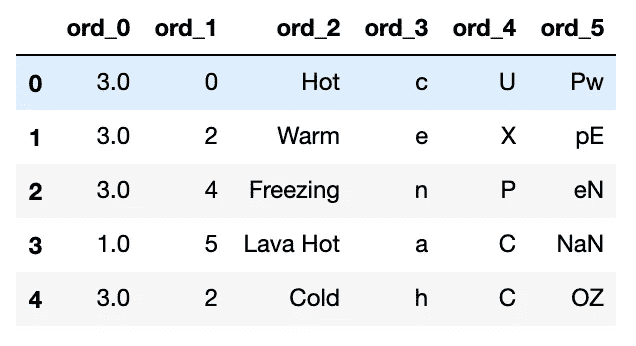 ord_0 ord_1 ord_2 ord_3 ord_4 ord_5
0 3.0 0 Hot c U Pw
1 3.0 2 Warm e X pE
2 3.0 4 Freezing n P eN
3 1.0 5 Lava Hot a C NaN
4 3.0 2 Cold h C OZ